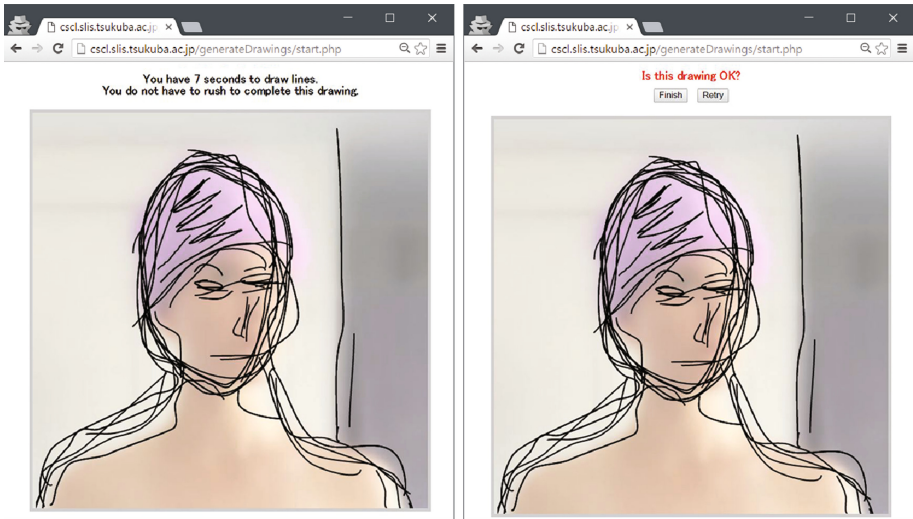 cscl.slis.tsukuba.ac.jp
cscl.slis.tsukuba.ac.jp/generateDrawings/start.php
You have 7 seconds to draw lines.
You do not have to rush to complete this drawing.
cscl.slis.tsukuba.ac.jp
cscl.slis.tsukuba.ac.jp/generateDrawings/start.php
Is this drawing OK?
Finish Retry